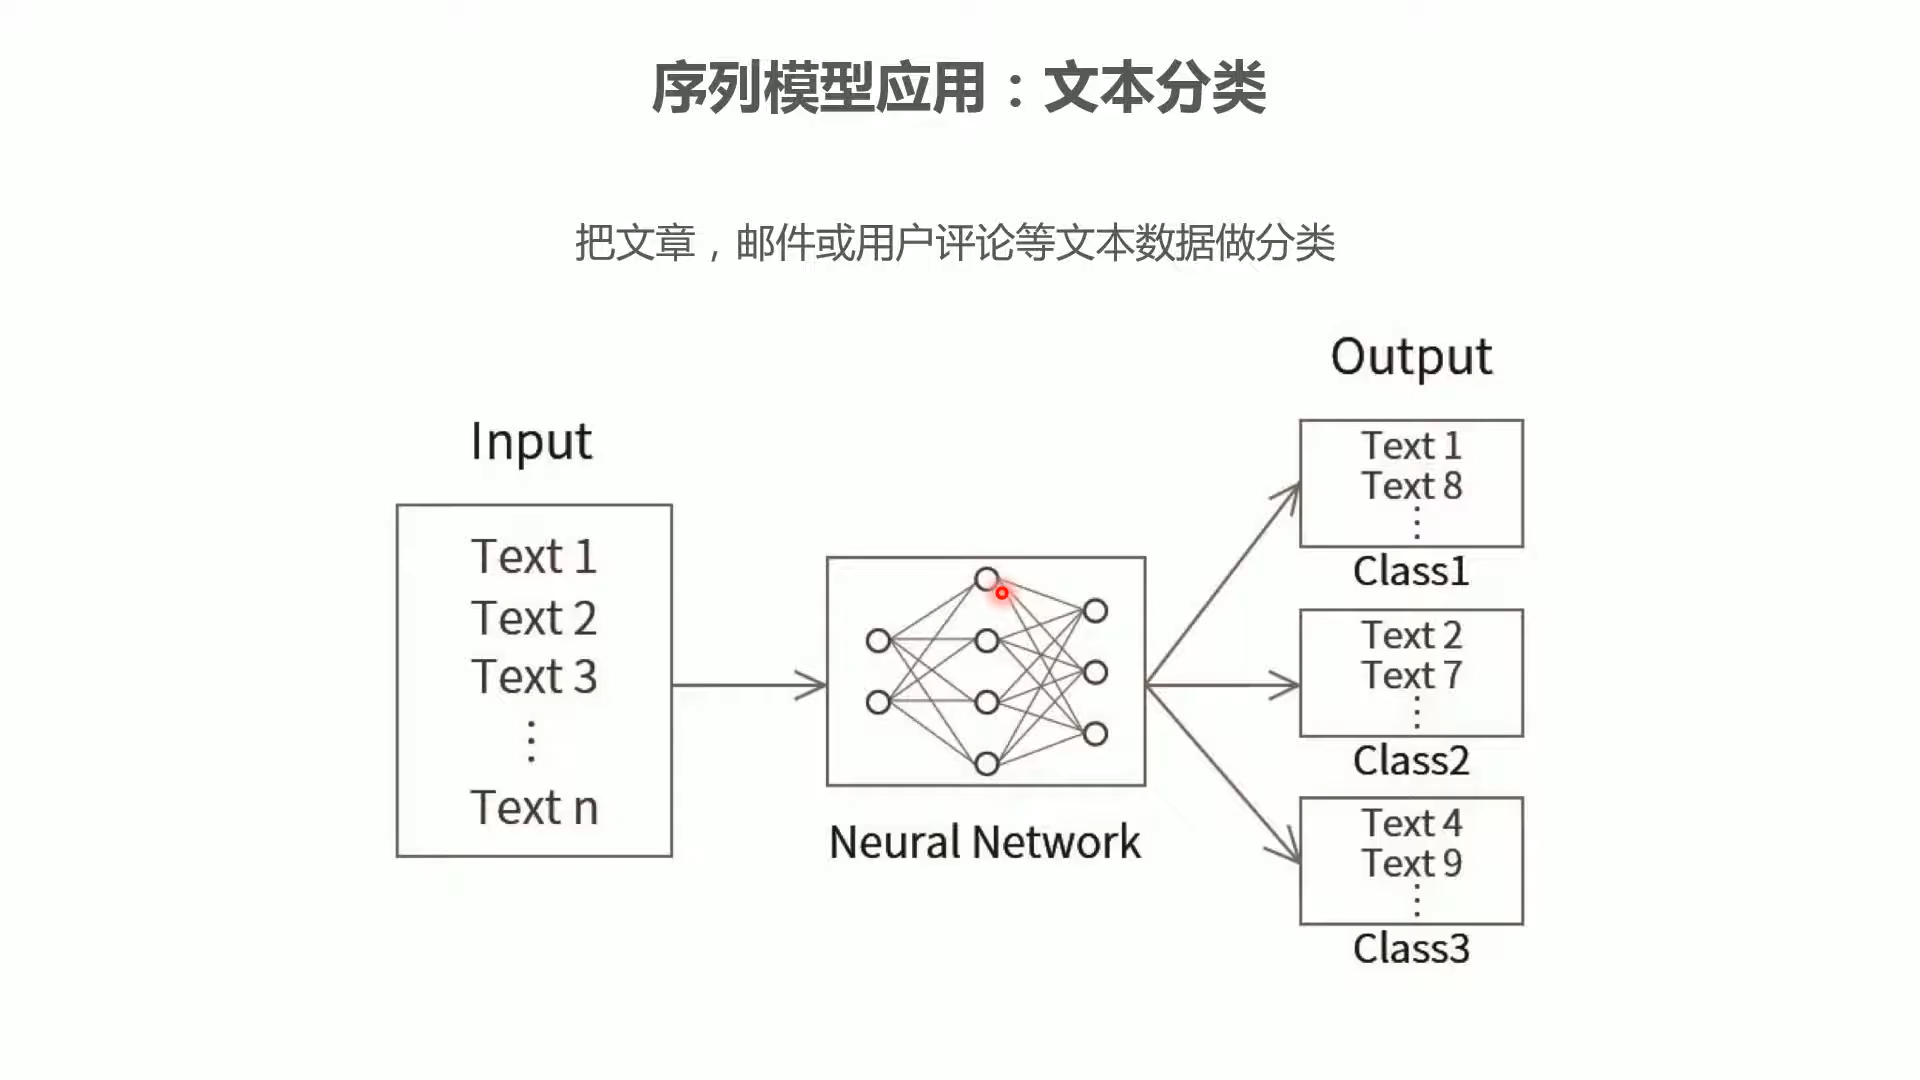 序列模型应用：文本分类
把文章，邮件或用户评论等文本数据做分类
Input
Text 1
Text 2
Text 3
⋮
Text n
Neural Network
Output
Text 1
Text 8
⋮
Class1
Text 2
Text 7
⋮
Class2
Text 4
Text 9
⋮
Class3